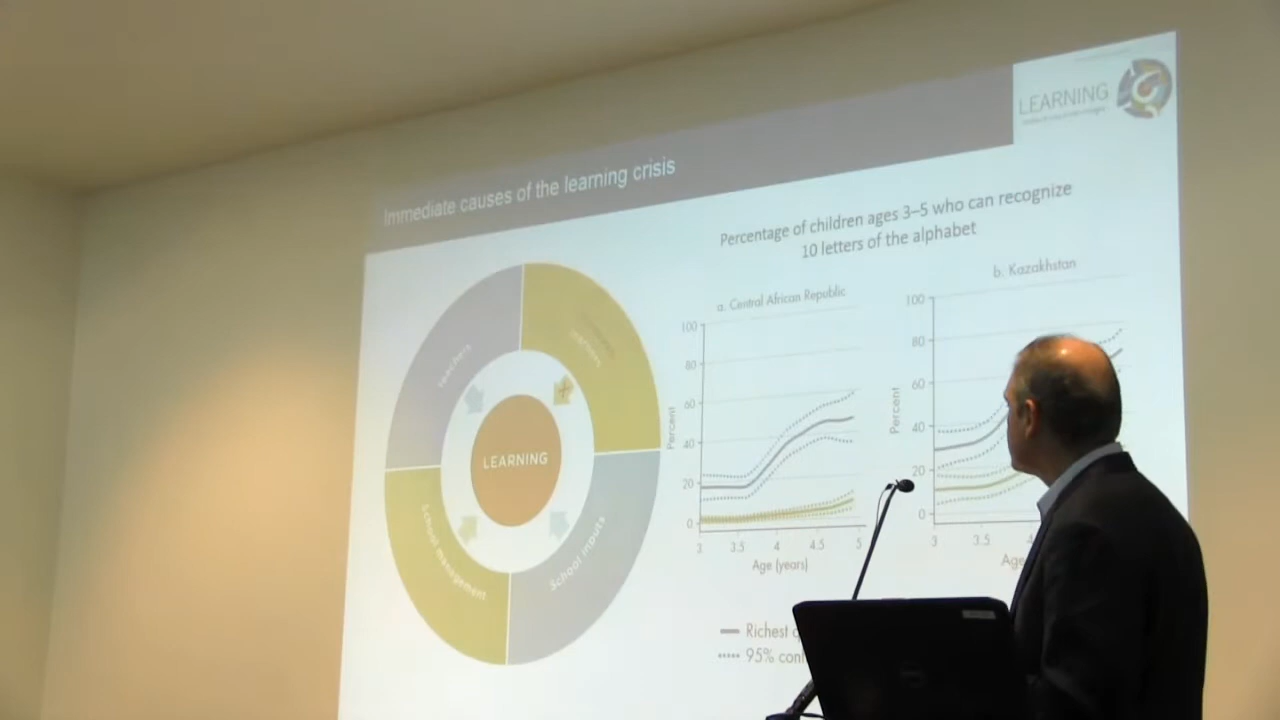 LEARNING
Immediate causes of the learning crisis
Percentage of children ages 3–5 who can recognize
10 letters of the alphabet
teachers
LEARNING
School management
School inputs
a. Central African Republic
100
80
60
40
20
0
Percent
3 3.5 4 4.5 5
Age (years)
b. Kazakhstan
100
80
60
40
20
0
Percent
3 3.5 4
Age
Richest
95%